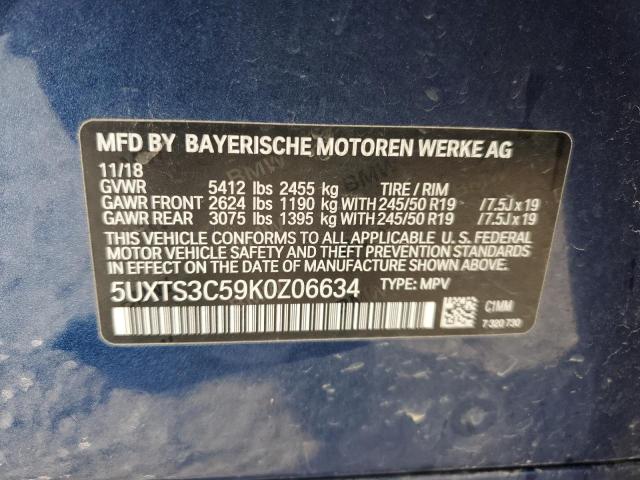 MFD BY BAYERISCHE MOTOREN WERKE AG
11/18
GVWR 5412 lbs 2455 kg TIRE / RIM
GAWR FRONT 2624 lbs 1190 kg WITH 245/50 R19 /7.5J x 19
GAWR REAR 3075 lbs 1395 kg WITH 245/50 R19 /7.5J x 19
THIS VEHICLE CONFORMS TO ALL APPLICABLE U. S. FEDERAL
MOTOR VEHICLE SAFETY AND THEFT PREVENTION STANDARDS
IN EFFECT ON THE DATE OF MANUFACTURE SHOWN ABOVE.
5UXTS3C59K0Z06634 TYPE: MPV
C1MM
7 320 730